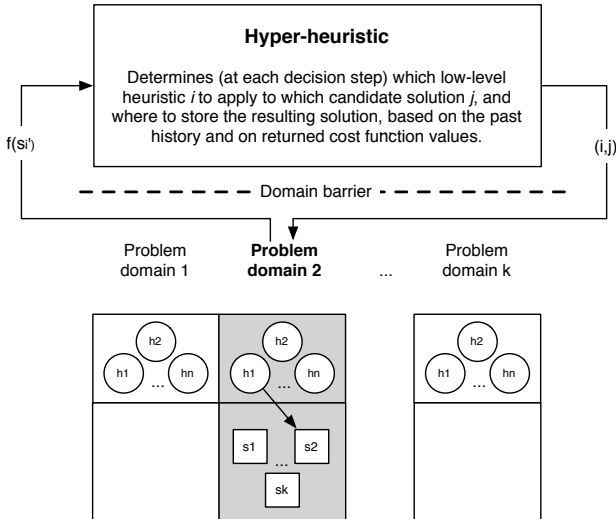 Hyper-heuristic
Determines (at each decision step) which low-level
heuristic i to apply to which candidate solution j, and
where to store the resulting solution, based on the past
history and on returned cost function values.
f(si')
(i,j)
Domain barrier
Problem
domain 1
Problem
domain 2
...
Problem
domain k
h2
h1 ... hn
h2
h1 ... hn
h2
h1 ... hn
s1 ... s2
sk